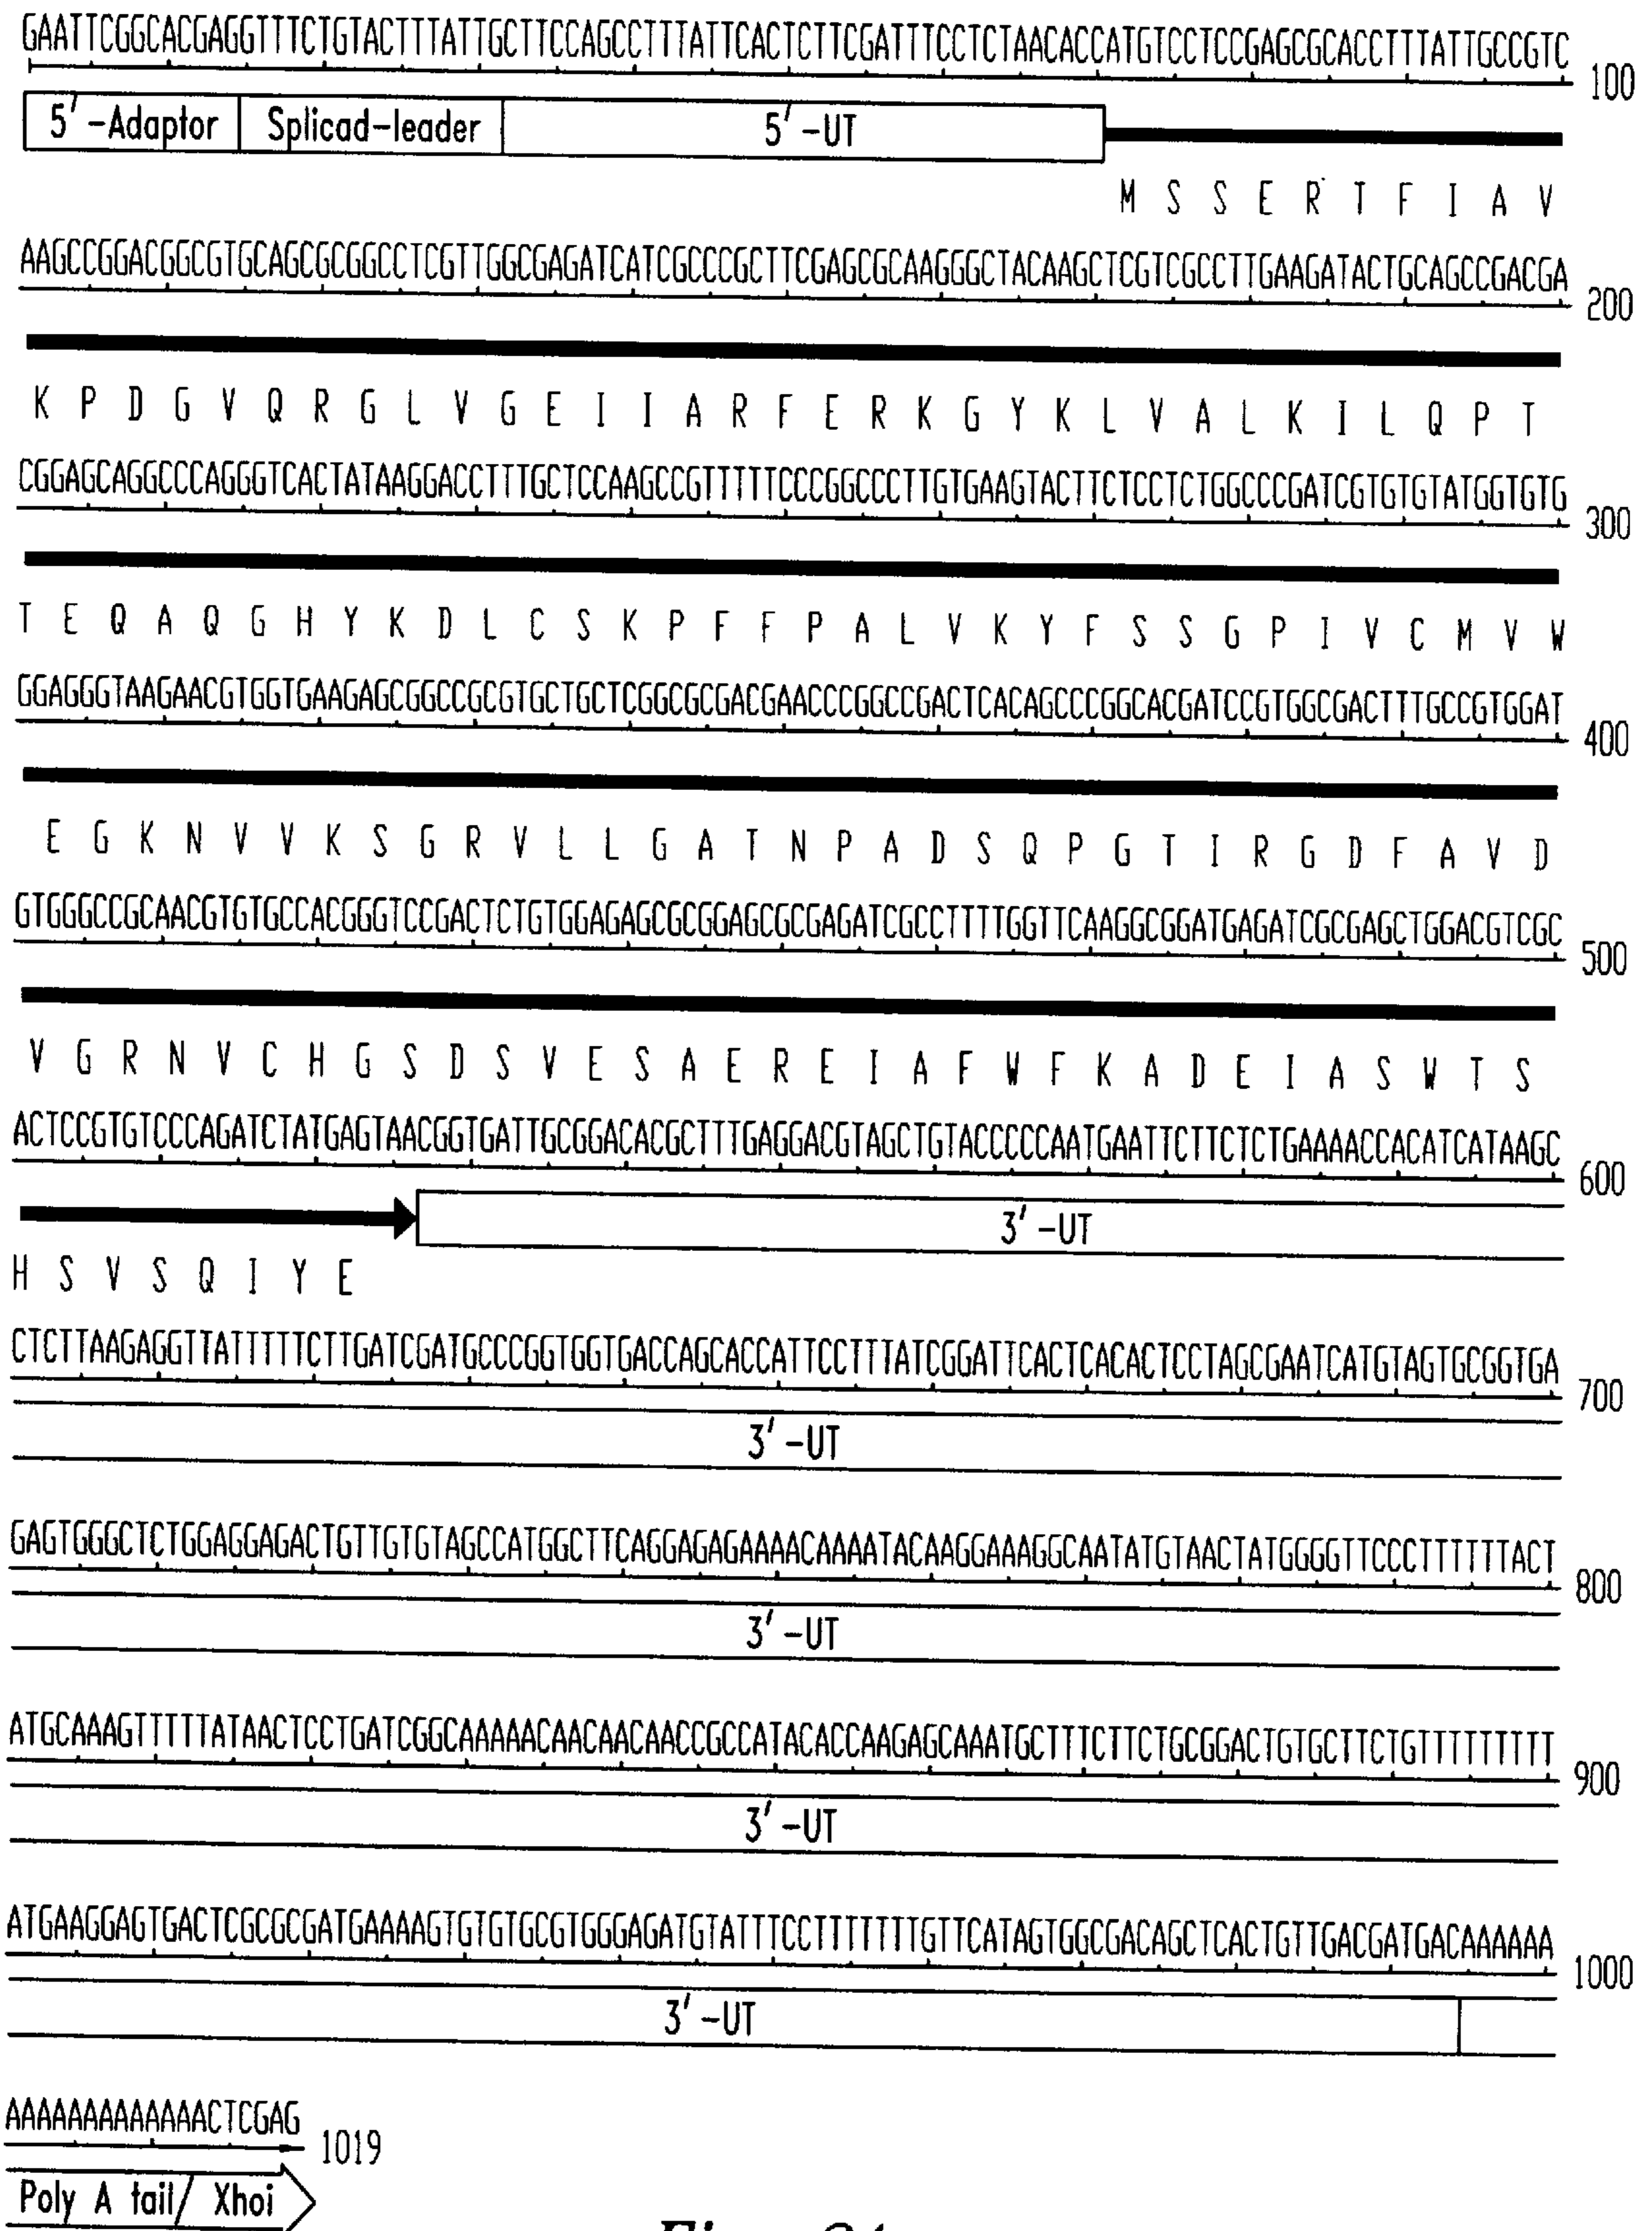 GAATTCGGCACGAGGTTTCTGTACTTTATTGCTTCCAGCCTTTATTCACTCTTCGATTTCCTCTAACACCATGTCCTCCGAGCGCACCTTTATTGCCGTC 100
5′-Adaptor Splicad-leader 5′-UT
M S S E R T F I A V
AAGCCGGACGGCGTGCAGCGCGGCCTCGTTGGCGAGATCATCGCCCGCTTCGAGCGCAAGGGCTACAAGCTCGTCGCCTTGAAGATACTGCAGCCGACGA 200
K P D G V Q R G L V G E I I A R F E R K G Y K L V A L K I L Q P T
CGGAGCAGGCCCAGGGTCACTATAAGGACCTTTGCTCCAAGCCGTTTTTCCCGGCCCTTGTGAAGTACTTCTCCTCTGGCCCGATCGTGTGTATGGTGTG 300
T E Q A Q G H Y K D L C S K P F F P A L V K Y F S S G P I V C M V W
GGAGGGTAAGAACGTGGTGAAGAGCGGCCGCGTGCTGCTCGGCGCGACGAACCCGGCCGACTCACAGCCCGGCACGATCCGTGGCGACTTTGCCGTGGAT 400
E G K N V V K S G R V L L G A T N P A D S Q P G T I R G D F A V D
GTGGGCCGCAACGTGTGCCACGGGTCCGACTCTGTGGAGAGCGCGGAGCGCGAGATCGCCTTTTGGTTCAAGGCGGATGAGATCGCGAGCTGGACGTCGC 500
V G R N V C H G S D S V E S A E R E I A F W F K A D E I A S W T S
ACTCCGTGTCCCAGATCTATGAGTAACGGTGATTGCGGACACGCTTTGAGGACGTAGCTGTACCCCCAATGAATTCTTCTCTGAAAACCACATCATAAGC 600
3′-UT
H S V S Q I Y E
CTCTTAAGAGGTTATTTTTCTTGATCGATGCCCGGTGGTGACCAGCACCATTCCTTTATCGGATTCACTCACACTCCTAGCGAATCATGTAGTGCGGTGA 700
3′-UT
GAGTGGGCTCTGGAGGAGACTGTTGTGTAGCCATGGCTTCAGGAGAGAAAACAAAATACAAGGAAAGGCAATATGTAACTATGGGGTTCCCTTTTTTACT 800
3′-UT
ATGCAAAGTTTTTATAACTCCTGATCGGCAAAAACAACAACAACCGCCATACACCAAGAGCAAATGCTTTCTTCTGCGGACTGTGCTTCTGTTTTTTTTT 900
3′-UT
ATGAAGGAGTGACTCGCGCGATGAAAAGTGTGTGCGTGGGAGATGTATTTCCTTTTTTTGTTCATAGTGGCGACAGCTCACTGTTGACGATGACAAAAAA 1000
3′-UT
AAAAAAAAAAAAACTCGAG 1019
Poly A tail/ Xhoi